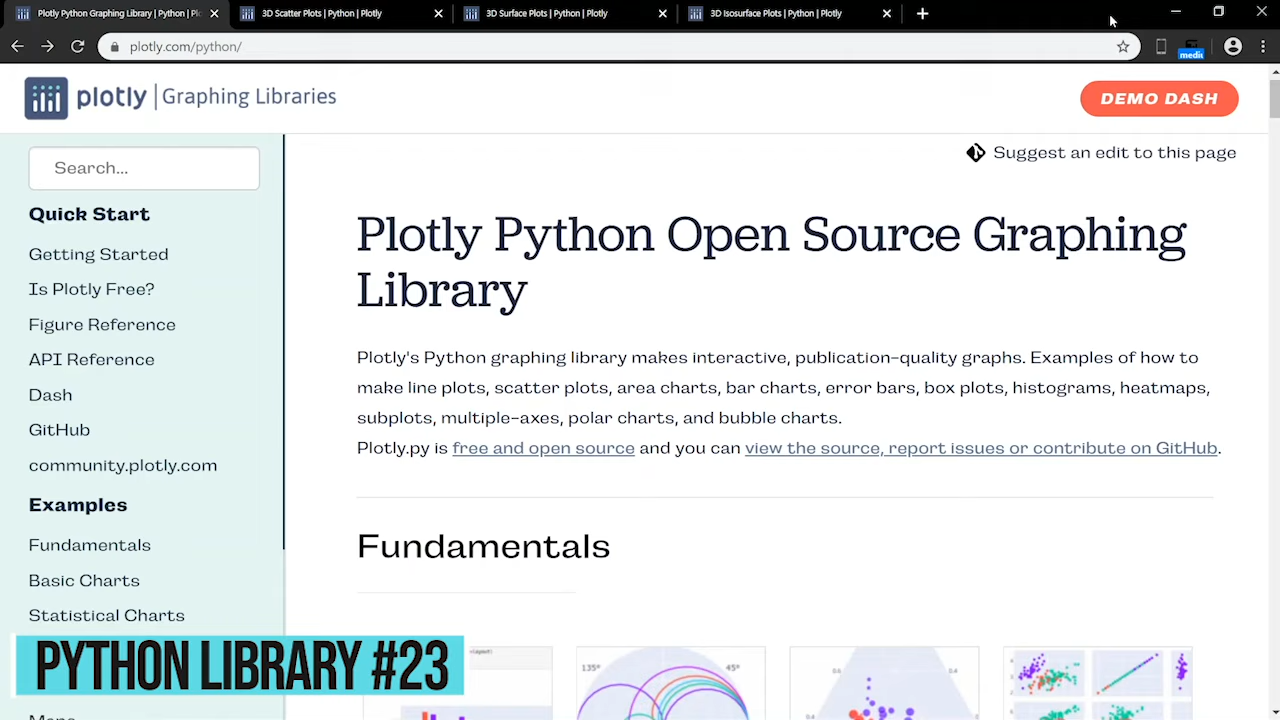 Plotly Python Graphing Library | P
3D Scatter Plots | Python | Plotly
3D Surface Plots | Python | Plotly
3D Isosurface Plots | Python | Plotly
plotly.com/python/
plotly | Graphing Libraries
DEMO DASH
Search...
Suggest an edit to this page
Quick Start
Getting Started
Is Plotly Free?
Figure Reference
API Reference
Dash
GitHub
community.plotly.com
Examples
Fundamentals
Basic Charts
Statistical Charts
Plotly Python Open Source Graphing
Library
Plotly's Python graphing library makes interactive, publication-quality graphs. Examples of how to
make line plots, scatter plots, area charts, bar charts, error bars, box plots, histograms, heatmaps,
subplots, multiple-axes, polar charts, and bubble charts.
Plotly.py is free and open source and you can view the source, report issues or contribute on GitHub.
Fundamentals
135°
45°
0.6
0.4
PYTHON LIBRARY #23